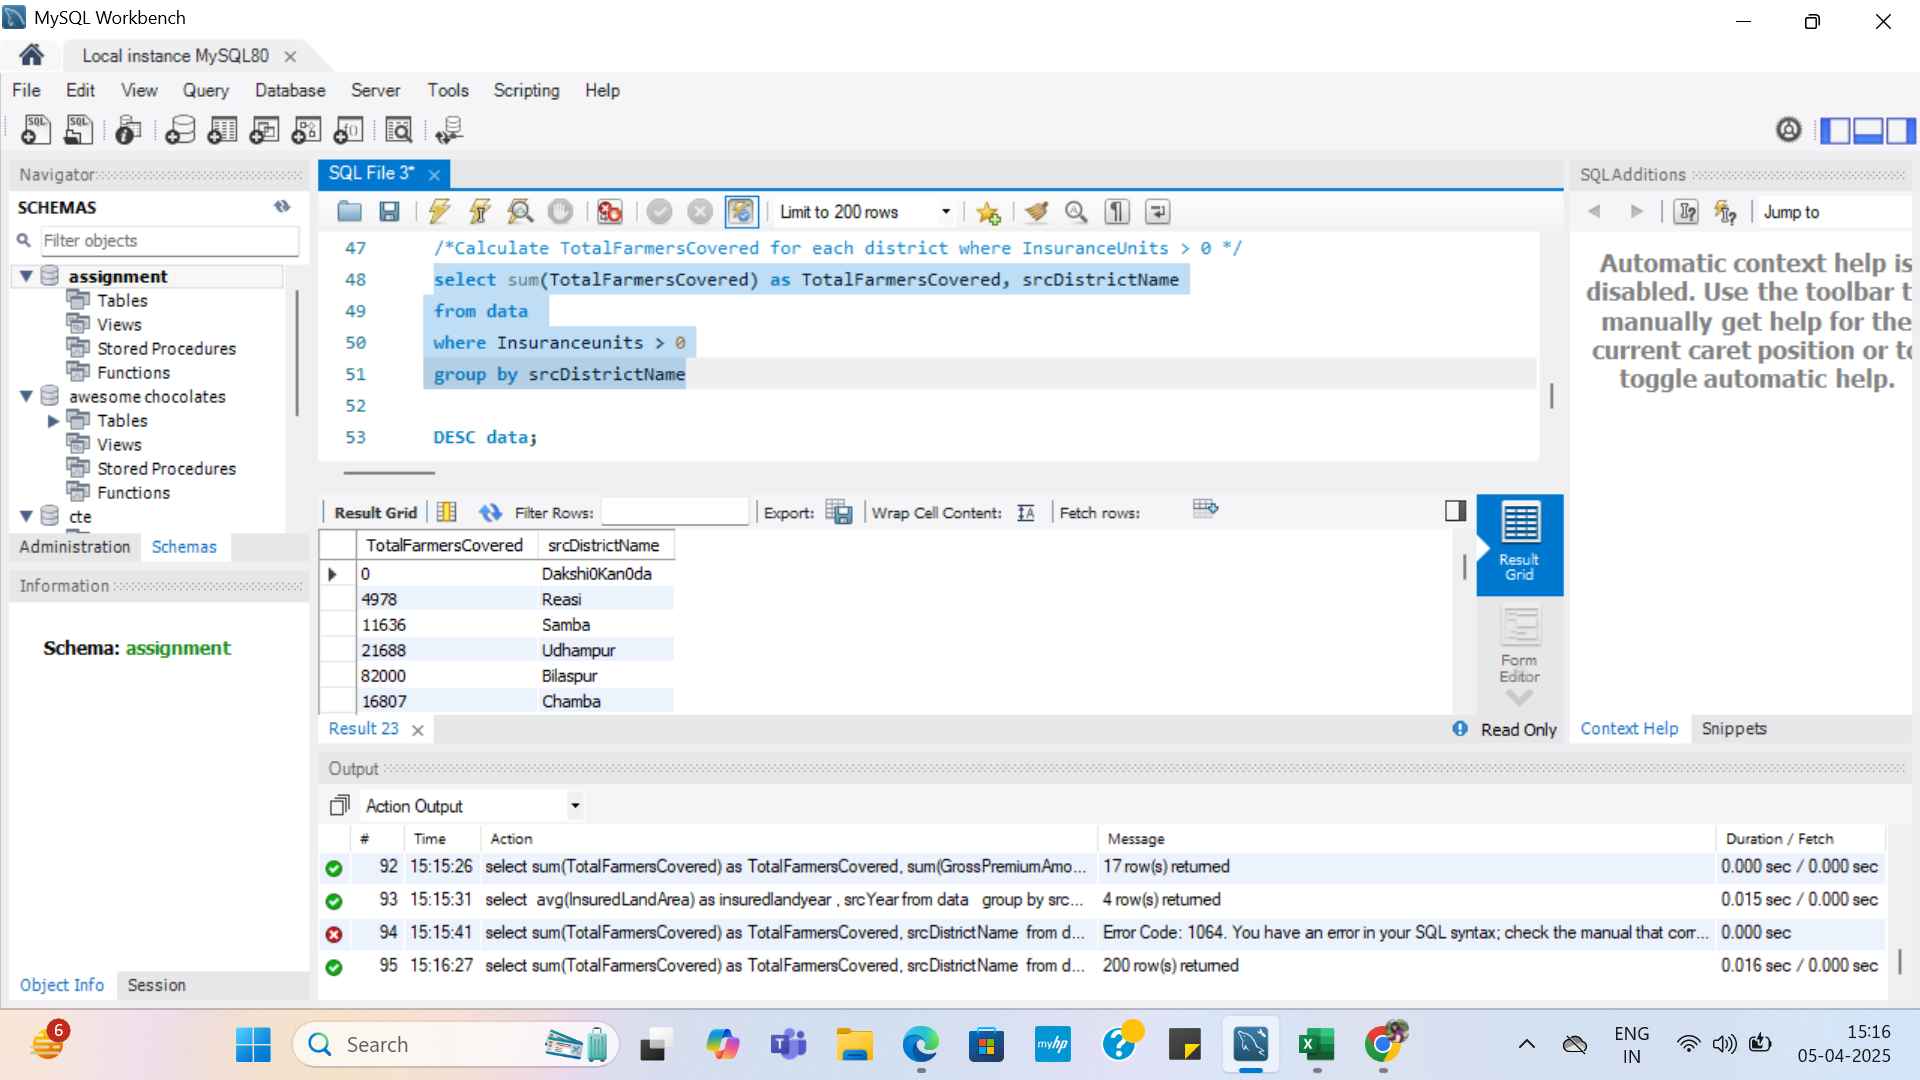 MySQL Workbench
Local instance MySQL80
File Edit View Query Database Server Tools Scripting Help
Navigator
SCHEMAS
Filter objects
assignment
Tables
Views
Stored Procedures
Functions
awesome chocolates
Tables
Views
Stored Procedures
Functions
cte
Administration Schemas
Information
Schema: assignment
Object Info Session
SQL File 3*
Limit to 200 rows
47 /*Calculate TotalFarmersCovered for each district where InsuranceUnits > 0 */
48 select sum(TotalFarmersCovered) as TotalFarmersCovered, srcDistrictName
49 from data
50 where Insuranceunits > 0
51 group by srcDistrictName
52
53 DESC data;
Result Grid Filter Rows: Export: Wrap Cell Content: Fetch rows:
TotalFarmersCovered srcDistrictName
0 Dakshi0Kan0da
4978 Reasi
11636 Samba
21688 Udhampur
82000 Bilaspur
16807 Chamba
Result Grid
Form Editor
Result 23
Read Only
SQLAdditions
Jump to
Automatic context help is
disabled. Use the toolbar t
manually get help for the
current caret position or to
toggle automatic help.
Context Help Snippets
Output
Action Output
# Time Action Message Duration / Fetch
92 15:15:26 select sum(TotalFarmersCovered) as TotalFarmersCovered, sum(GrossPremiumAmo... 17 row(s) returned 0.000 sec / 0.000 sec
93 15:15:31 select avg(InsuredLandArea) as insuredlandyear , srcYear from data group by src... 4 row(s) returned 0.015 sec / 0.000 sec
94 15:15:41 select sum(TotalFarmersCovered) as TotalFarmersCovered, srcDistrictName from d... Error Code: 1064. You have an error in your SQL syntax; check the manual that corr... 0.000 sec
95 15:16:27 select sum(TotalFarmersCovered) as TotalFarmersCovered, srcDistrictName from d... 200 row(s) returned 0.016 sec / 0.000 sec
6
Search
myhp
ENG
IN
15:16
05-04-2025